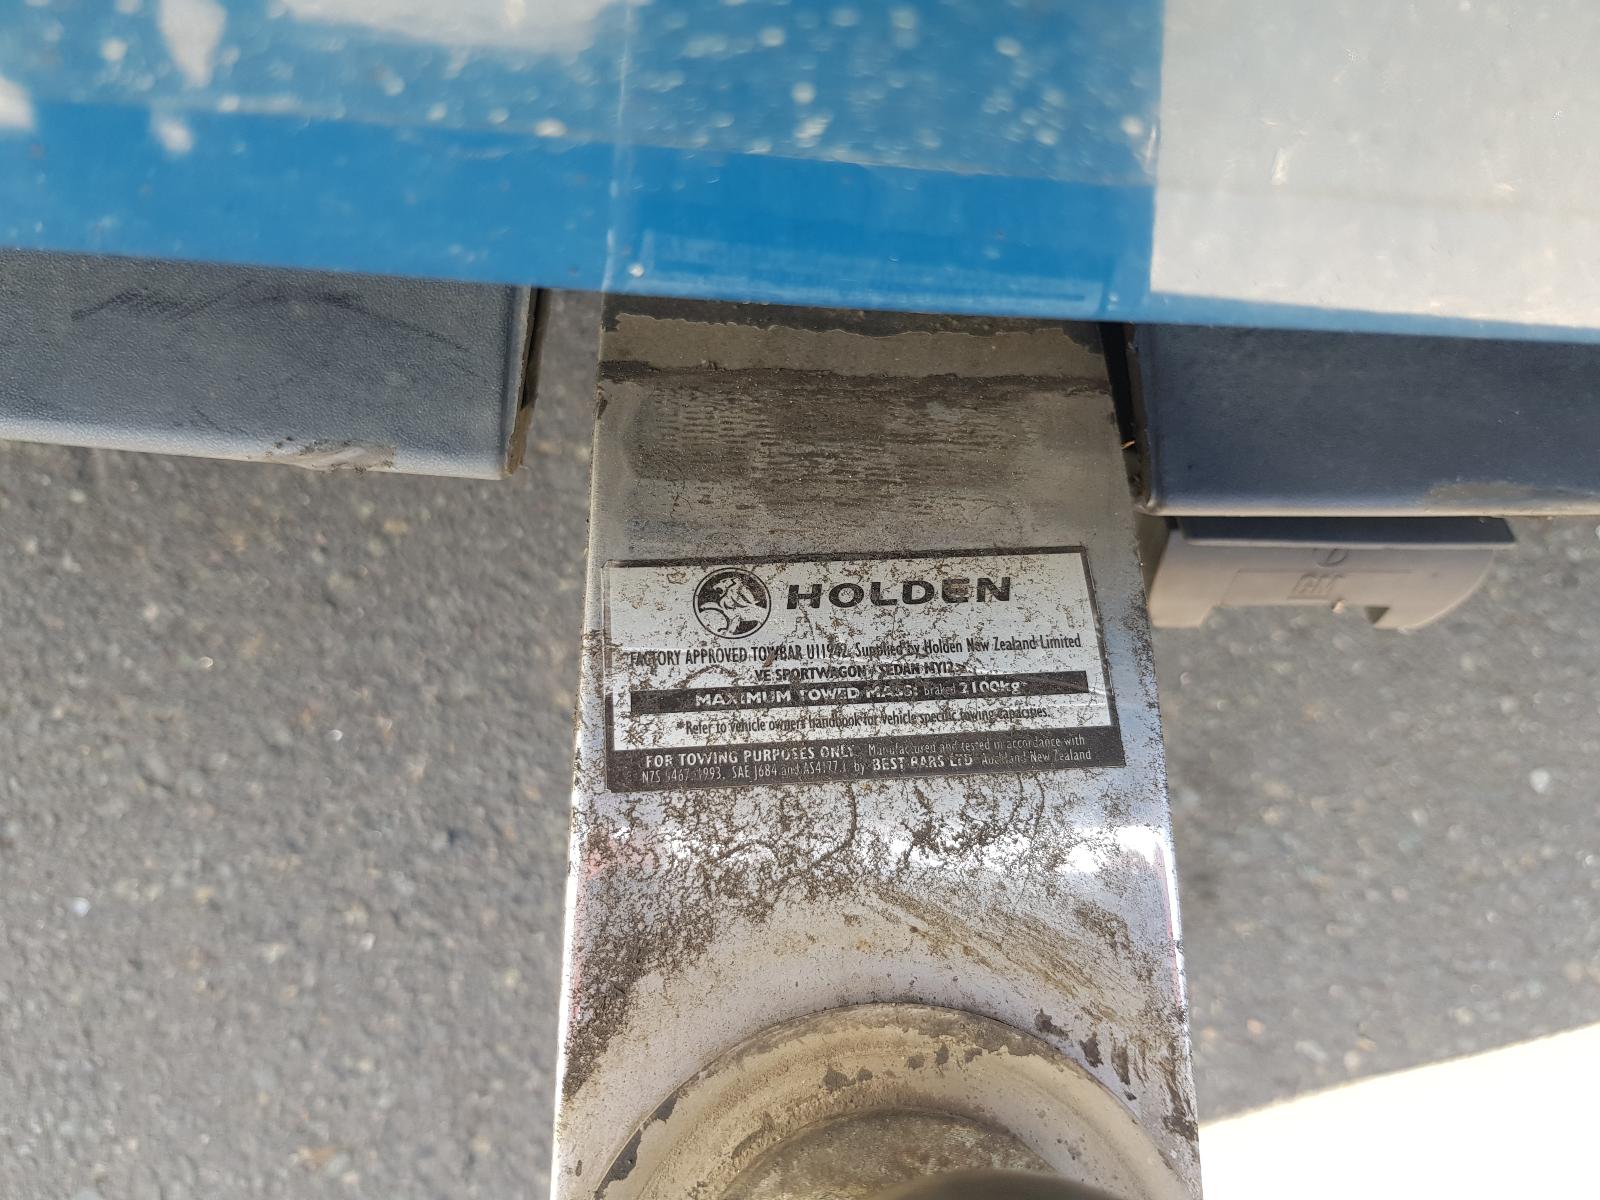 HOLDEN
FACTORY APPROVED TOWBAR U11942. Supplied by Holden New Zealand Limited
VE SPORTWAGON / SEDAN MY12>
MAXIMUM TOWED MASS: braked 2100kg*
*Refer to vehicle owners handbook for vehicle specific towing capacities.
FOR TOWING PURPOSES ONLY. Manufactured and tested in accordance with
NZS 5467:1993, SAE J684 and AS4177.1 by BEST BARS LTD Auckland New Zealand
GM